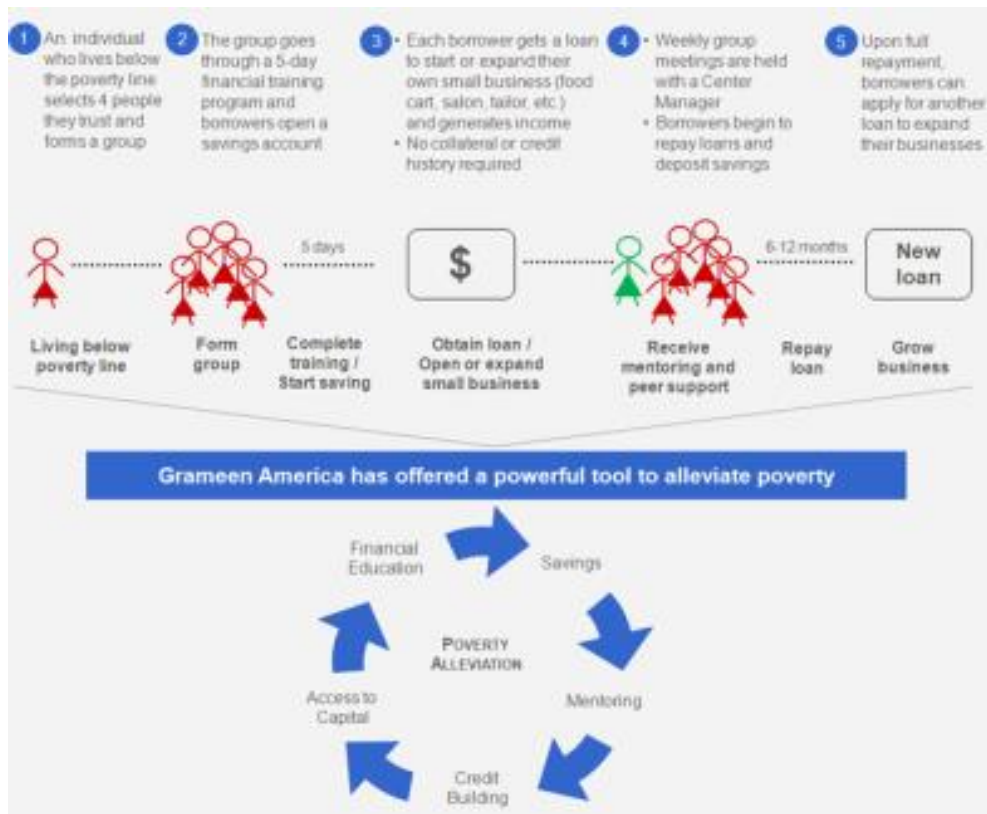 1
An individual
who lives below
the poverty line
selects 4 people
they trust and
forms a group
2
The group goes
through a 5-day
financial training
program and
borrowers open a
savings account
3
• Each borrower gets a loan
to start or expand their
own small business (food
cart, salon, tailor, etc.)
and generates income
• No collateral or credit
history required
4
• Weekly group
meetings are held
with a Center
Manager
• Borrowers begin to
repay loans and
deposit savings
5
Upon full
repayment,
borrowers can
apply for another
loan to expand
their businesses
5 days
$
6-12 months
New
loan
Living below
poverty line
Form
group
Complete
training /
Start saving
Obtain loan /
Open or expand
small business
Receive
mentoring and
peer support
Repay
loan
Grow
business
Grameen America has offered a powerful tool to alleviate poverty
Financial
Education
Savings
POVERTY
ALLEVIATION
Access to
Capital
Mentoring
Credit
Building